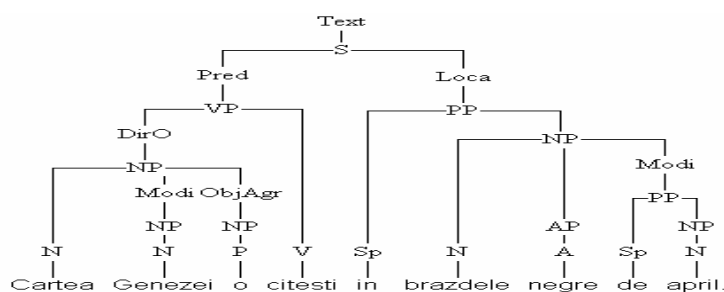 Text
S
Pred Loca
VP PP
DirO NP
NP Modi
Modi ObjAgr PP
NP NP AP NP
N N P V Sp N A Sp N
Cartea Genezei o citesti in brazdele negre de april.